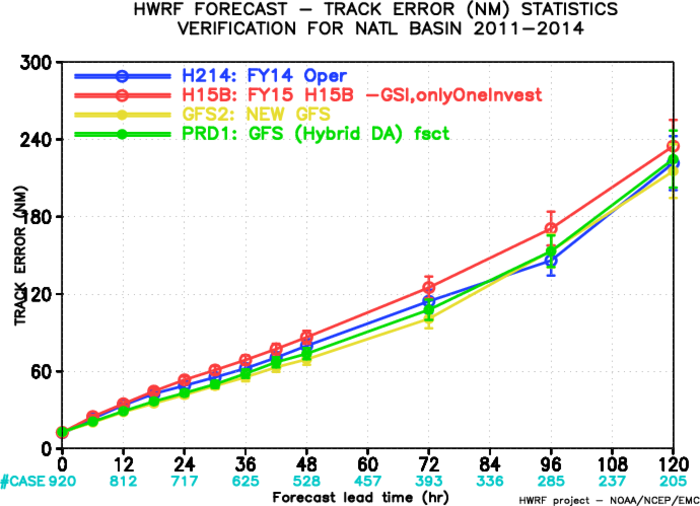 HWRF FORECAST – TRACK ERROR (NM) STATISTICS
VERIFICATION FOR NATL BASIN 2011–2014
H214: FY14 Oper
H15B: FY15 H15B –GSI,onlyOneInvest
GFS2: NEW GFS
PRD1: GFS (Hybrid DA) fsct
TRACK ERROR (NM)
300
240
180
120
60
0
0 12 24 36 48 60 72 84 96 108 120
#CASE 920 812 717 625 528 457 393 336 285 237 205
Forecast lead time (hr)
HWRF project – NOAA/NCEP/EMC